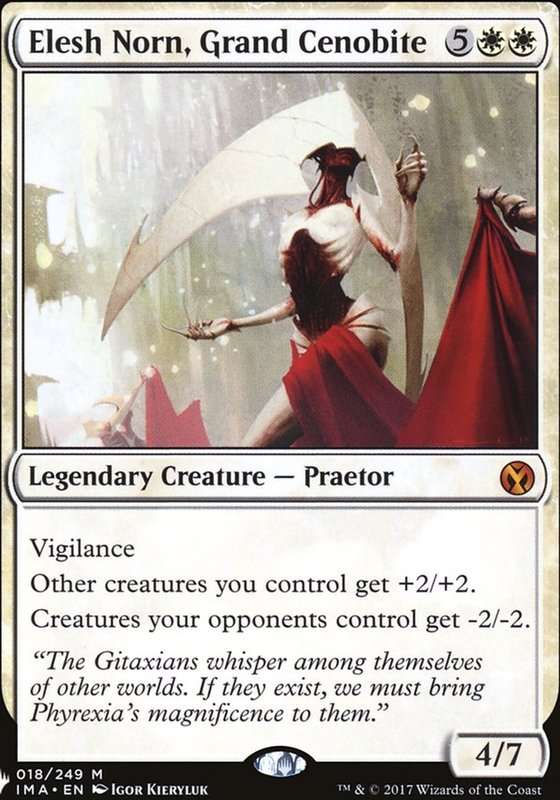 Elesh Norn, Grand Cenobite 5
Legendary Creature — Praetor
Vigilance
Other creatures you control get +2/+2.
Creatures your opponents control get -2/-2.
“The Gitaxians whisper among themselves
of other worlds. If they exist, we must bring
Phyrexia’s magnificence to them.”
4/7
018/249 M
IMA • EN Igor Kieryluk
™ & © 2017 Wizards of the Coast